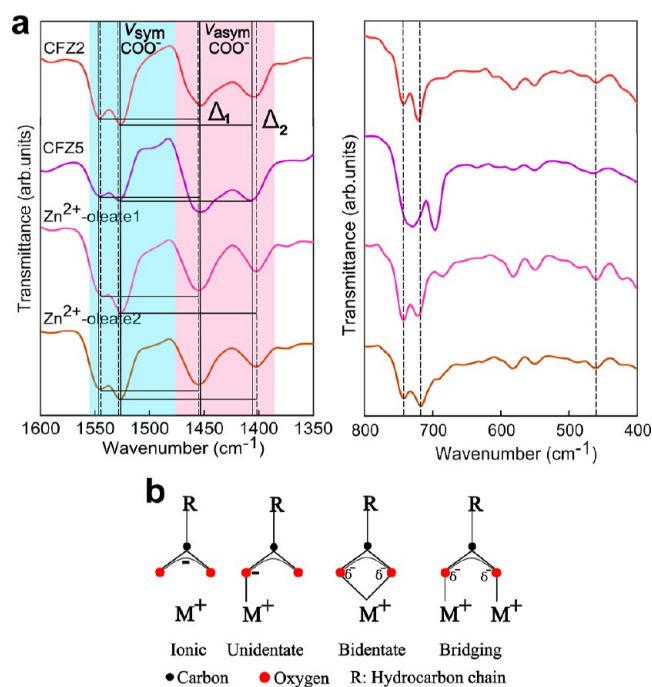 a
CFZ2
νsym
COO⁻
νasym
COO⁻
Δ₁
Δ₂
CFZ5
Zn²⁺-oleate1
Zn²⁺-oleate2
Transmittance (arb.units)
1600 1550 1500 1450 1400 1350
Wavenumber (cm⁻¹)
Transmittance (arb.units)
800 700 600 500 400
Wavenumber (cm⁻¹)
b
R R R R
- - δ⁻ δ⁻ δ⁻ δ⁻
M⁺ M⁺ M⁺ M⁺ M⁺
Ionic Unidentate Bidentate Bridging
Carbon Oxygen R: Hydrocarbon chain